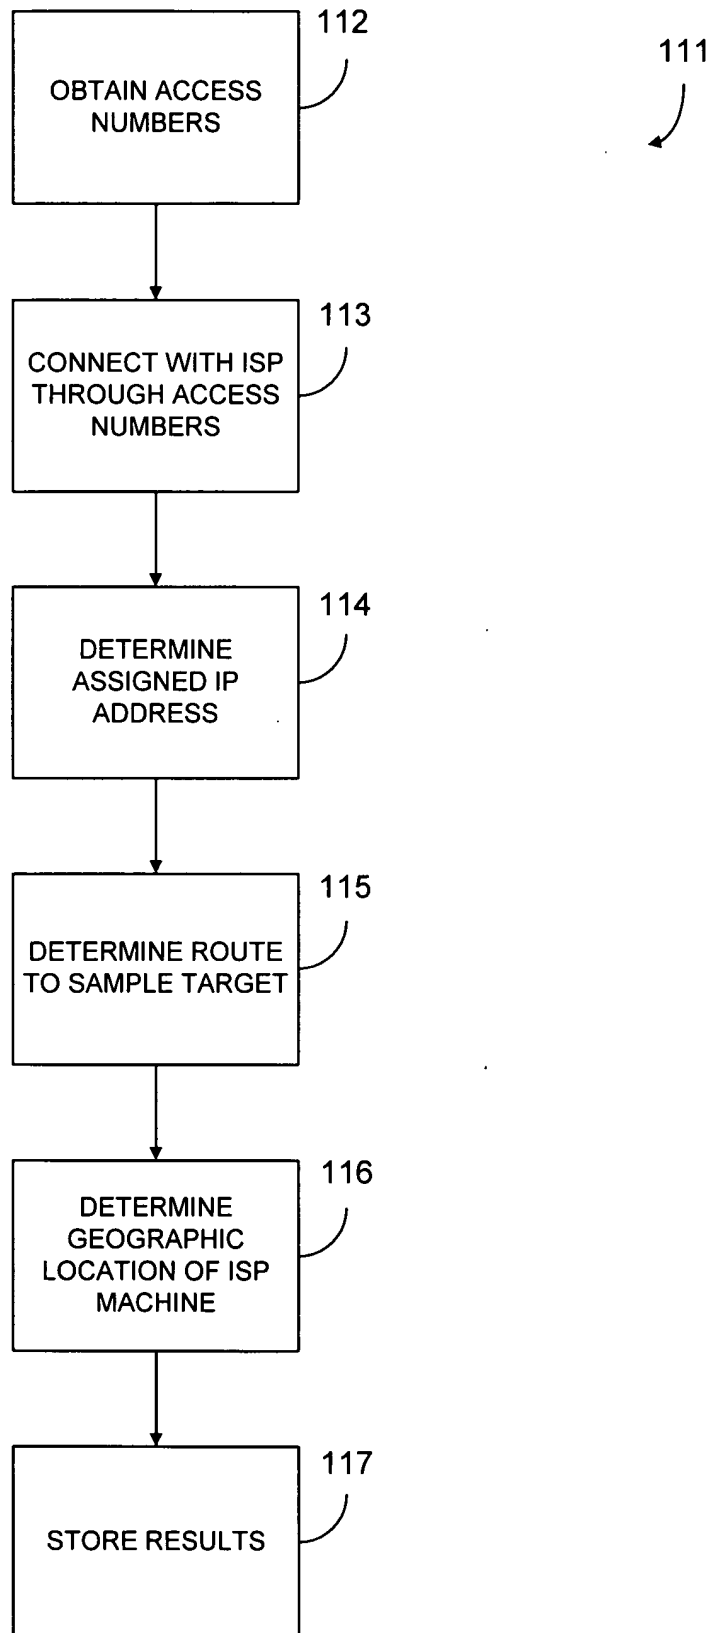 112
111
OBTAIN ACCESS
NUMBERS
113
CONNECT WITH ISP
THROUGH ACCESS
NUMBERS
114
DETERMINE
ASSIGNED IP
ADDRESS
115
DETERMINE ROUTE
TO SAMPLE TARGET
116
DETERMINE
GEOGRAPHIC
LOCATION OF ISP
MACHINE
117
STORE RESULTS